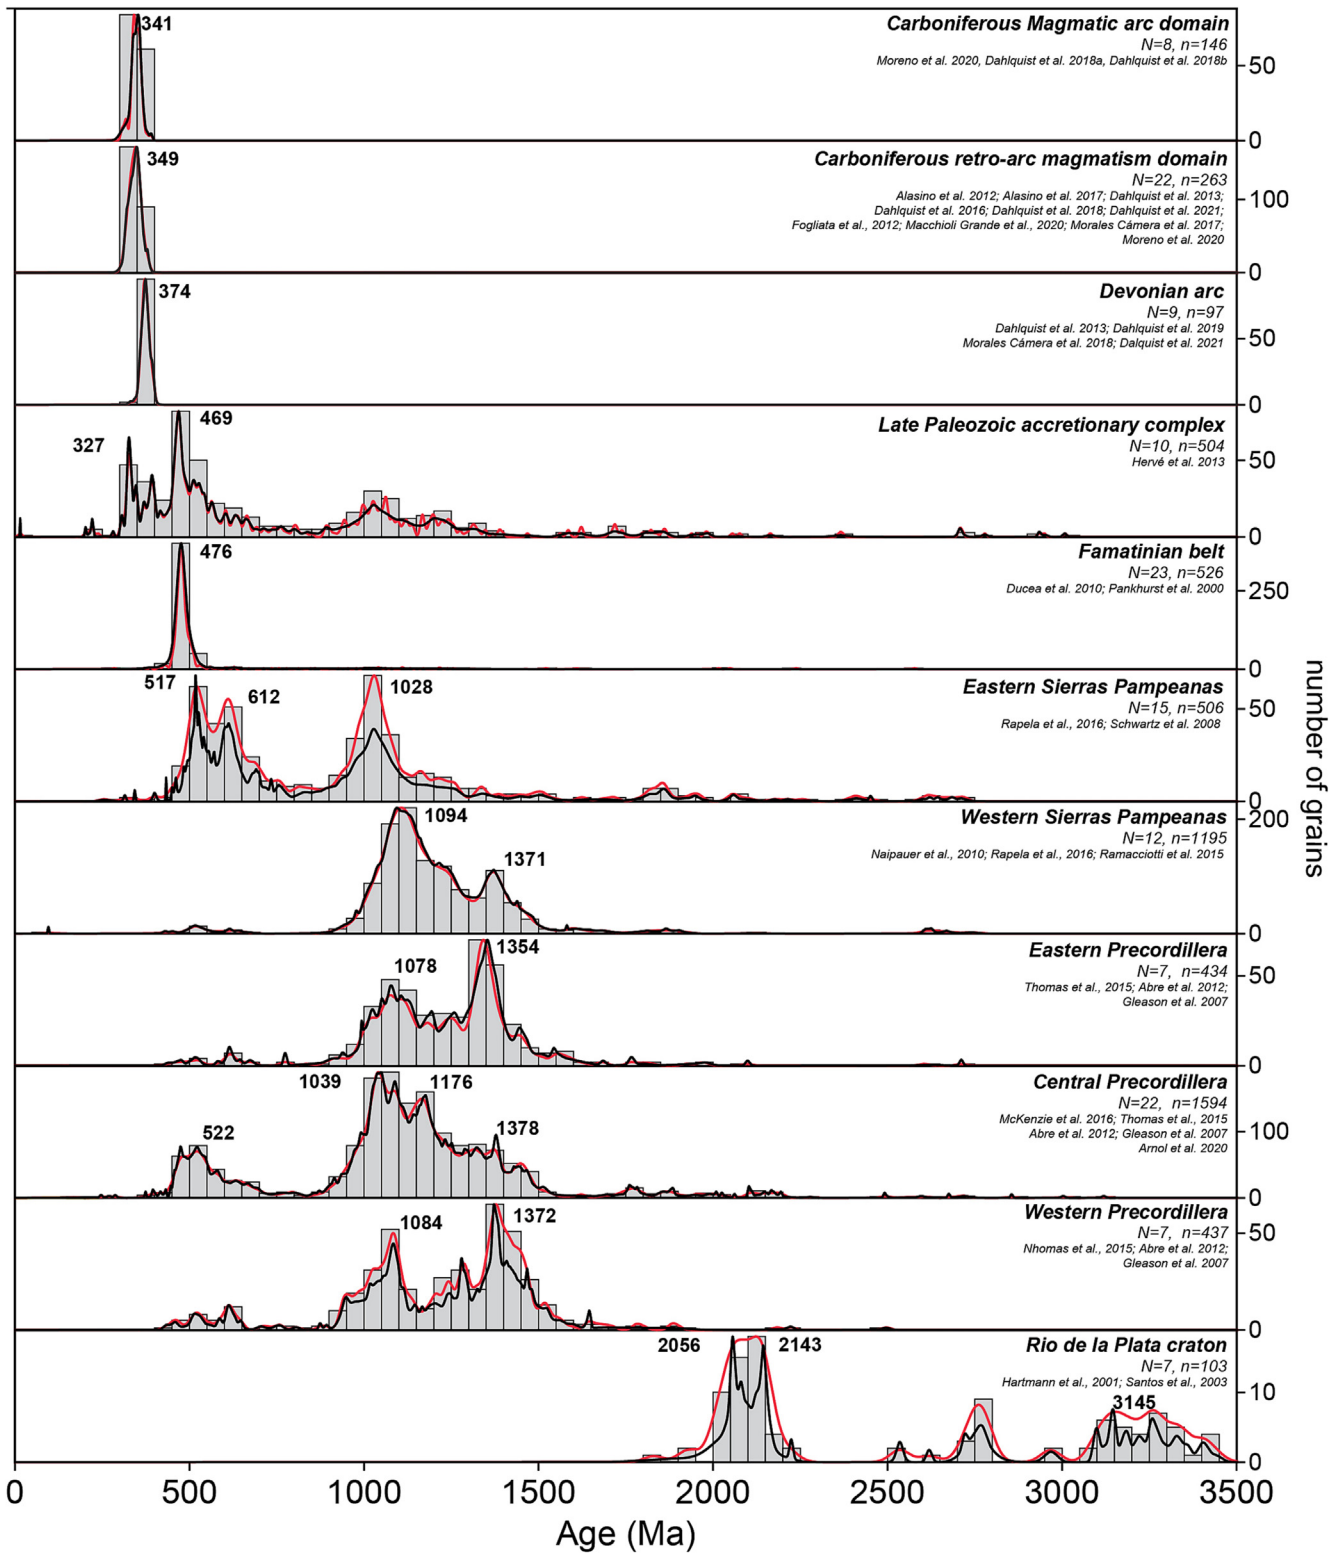 341
Carboniferous Magmatic arc domain
N=8, n=146
Moreno et al. 2020, Dahlquist et al. 2018a, Dahlquist et al. 2018b
50
0
349
Carboniferous retro-arc magmatism domain
N=22, n=263
Alasino et al. 2012; Alasino et al. 2017; Dahlquist et al. 2013;
Dahlquist et al. 2016; Dahlquist et al. 2018; Dahlquist et al. 2021;
Fogliata et al., 2012; Macchioli Grande et al., 2020; Morales Cámera et al. 2017;
Moreno et al. 2020
100
0
374
Devonian arc
N=9, n=97
Dahlquist et al. 2013; Dahlquist et al. 2019
Morales Cámera et al. 2018; Dalquist et al. 2021
50
0
327
469
Late Paleozoic accretionary complex
N=10, n=504
Hervé et al. 2013
50
0
476
Famatinian belt
N=23, n=526
Ducea et al. 2010; Pankhurst et al. 2000
250
0
517
612
1028
Eastern Sierras Pampeanas
N=15, n=506
Rapela et al., 2016; Schwartz et al. 2008
50
0
1094
1371
Western Sierras Pampeanas
N=12, n=1195
Naipauer et al., 2010; Rapela et al., 2016; Ramacciotti et al. 2015
200
0
1078
1354
Eastern Precordillera
N=7, n=434
Thomas et al., 2015; Abre et al. 2012;
Gleason et al. 2007
50
0
522
1039
1176
1378
Central Precordillera
N=22, n=1594
McKenzie et al. 2016; Thomas et al., 2015
Abre et al. 2012; Gleason et al. 2007
Arnol et al. 2020
100
0
1084
1372
Western Precordillera
N=7, n=437
Nhomas et al., 2015; Abre et al. 2012;
Gleason et al. 2007
50
0
2056
2143
3145
Rio de la Plata craton
N=7, n=103
Hartmann et al., 2001; Santos et al., 2003
10
0
number of grains
0 500 1000 1500 2000 2500 3000 3500
Age (Ma)